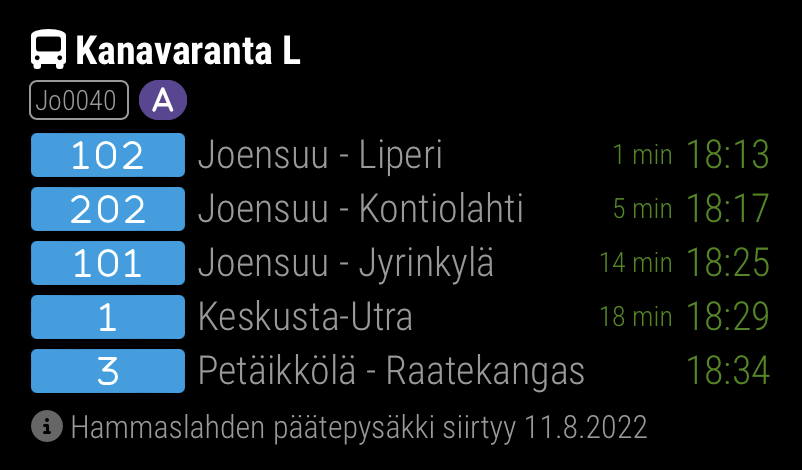 Kanavaranta L
Jo0040 A
102 Joensuu - Liperi 1 min 18:13
202 Joensuu - Kontiolahti 5 min 18:17
101 Joensuu - Jyrinkylä 14 min 18:25
1 Keskusta-Utra 18 min 18:29
3 Petäikkölä - Raatekangas 18:34
Hammaslahden päätepysäkki siirtyy 11.8.2022